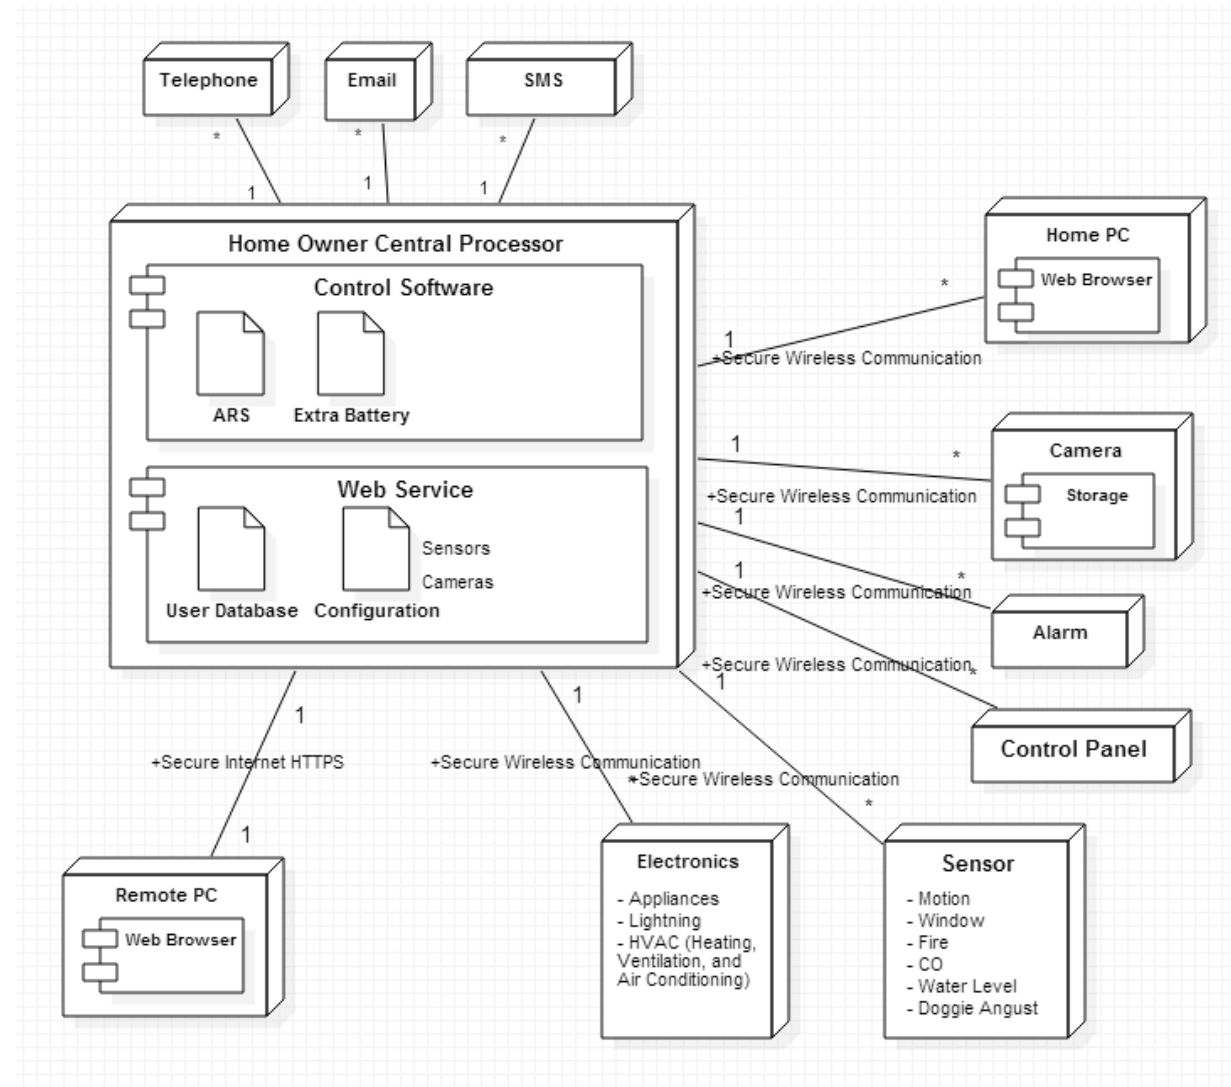 Telephone
Email
SMS
*
*
*
1
1
1
Home Owner Central Processor
Control Software
ARS
Extra Battery
Web Service
Sensors
Cameras
User Database
Configuration
Home PC
Web Browser
*
1
+Secure Wireless Communication
Camera
Storage
1
*
+Secure Wireless Communication
1
*
+Secure Wireless Communication
Alarm
1
+Secure Wireless Communication
*
Control Panel
1
+Secure Internet HTTPS
1
Remote PC
Web Browser
1
+Secure Wireless Communication
*
Electronics
- Appliances
- Lightning
- HVAC (Heating,
Ventilation, and
Air Conditioning)
1
+Secure Wireless Communication
*
Sensor
- Motion
- Window
- Fire
- CO
- Water Level
- Doggie Angust